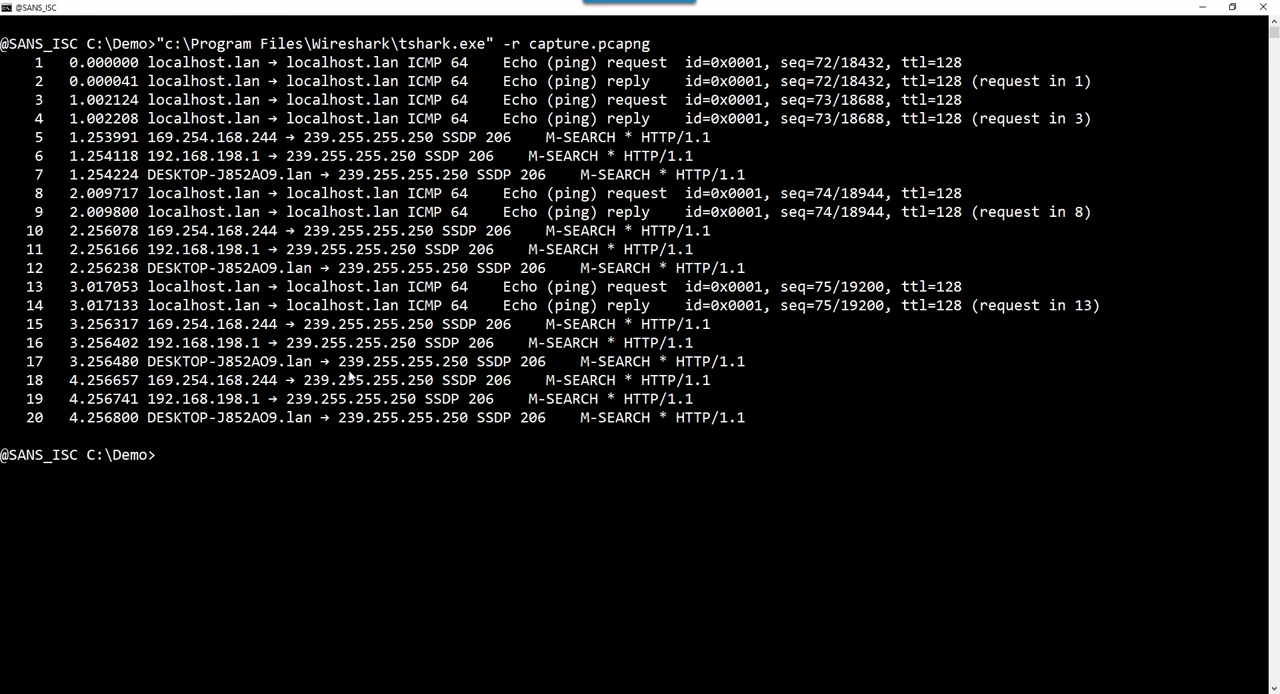 @SANS_ISC
@SANS_ISC C:\Demo>"c:\Program Files\Wireshark\tshark.exe" -r capture.pcapng
1 0.000000 localhost.lan → localhost.lan ICMP 64 Echo (ping) request id=0x0001, seq=72/18432, ttl=128
2 0.000041 localhost.lan → localhost.lan ICMP 64 Echo (ping) reply id=0x0001, seq=72/18432, ttl=128 (request in 1)
3 1.002124 localhost.lan → localhost.lan ICMP 64 Echo (ping) request id=0x0001, seq=73/18688, ttl=128
4 1.002208 localhost.lan → localhost.lan ICMP 64 Echo (ping) reply id=0x0001, seq=73/18688, ttl=128 (request in 3)
5 1.253991 169.254.168.244 → 239.255.255.250 SSDP 206 M-SEARCH * HTTP/1.1
6 1.254118 192.168.198.1 → 239.255.255.250 SSDP 206 M-SEARCH * HTTP/1.1
7 1.254224 DESKTOP-J852AO9.lan → 239.255.255.250 SSDP 206 M-SEARCH * HTTP/1.1
8 2.009717 localhost.lan → localhost.lan ICMP 64 Echo (ping) request id=0x0001, seq=74/18944, ttl=128
9 2.009800 localhost.lan → localhost.lan ICMP 64 Echo (ping) reply id=0x0001, seq=74/18944, ttl=128 (request in 8)
10 2.256078 169.254.168.244 → 239.255.255.250 SSDP 206 M-SEARCH * HTTP/1.1
11 2.256166 192.168.198.1 → 239.255.255.250 SSDP 206 M-SEARCH * HTTP/1.1
12 2.256238 DESKTOP-J852AO9.lan → 239.255.255.250 SSDP 206 M-SEARCH * HTTP/1.1
13 3.017053 localhost.lan → localhost.lan ICMP 64 Echo (ping) request id=0x0001, seq=75/19200, ttl=128
14 3.017133 localhost.lan → localhost.lan ICMP 64 Echo (ping) reply id=0x0001, seq=75/19200, ttl=128 (request in 13)
15 3.256317 169.254.168.244 → 239.255.255.250 SSDP 206 M-SEARCH * HTTP/1.1
16 3.256402 192.168.198.1 → 239.255.255.250 SSDP 206 M-SEARCH * HTTP/1.1
17 3.256480 DESKTOP-J852AO9.lan → 239.255.255.250 SSDP 206 M-SEARCH * HTTP/1.1
18 4.256657 169.254.168.244 → 239.255.255.250 SSDP 206 M-SEARCH * HTTP/1.1
19 4.256741 192.168.198.1 → 239.255.255.250 SSDP 206 M-SEARCH * HTTP/1.1
20 4.256800 DESKTOP-J852AO9.lan → 239.255.255.250 SSDP 206 M-SEARCH * HTTP/1.1
@SANS_ISC C:\Demo>